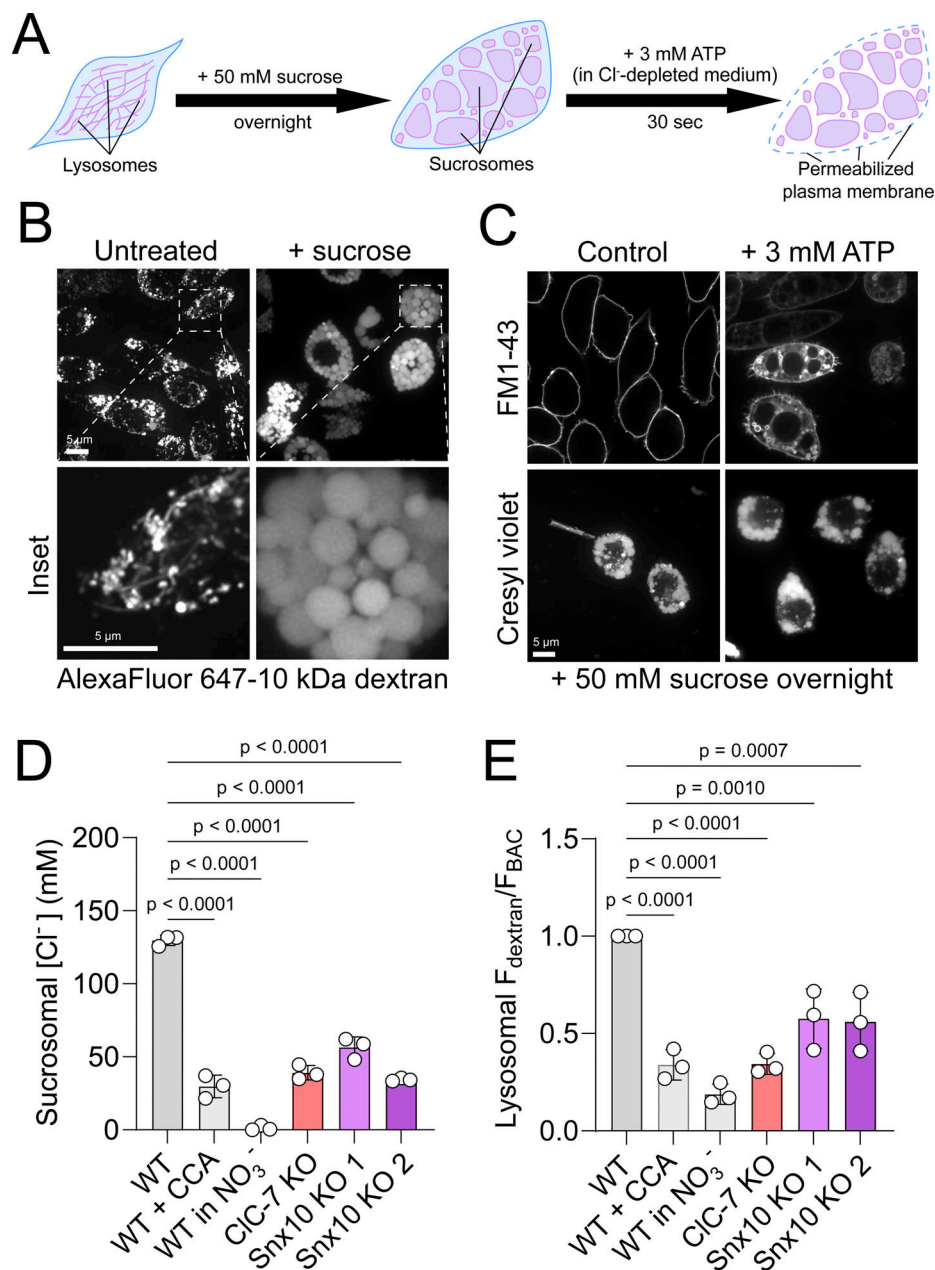 A
+ 50 mM sucrose
overnight
+ 3 mM ATP
(in Cl⁻-depleted medium)
30 sec
Lysosomes
Sucrosomes
Permeabilized
plasma membrane
B
Untreated
+ sucrose
5 µm
Inset
5 µm
AlexaFluor 647-10 kDa dextran
C
Control
+ 3 mM ATP
FM1-43
Cresyl violet
5 µm
+ 50 mM sucrose overnight
D
p < 0.0001
p < 0.0001
p < 0.0001
p < 0.0001
p < 0.0001
Sucrosomal [Cl⁻] (mM)
200
150
100
50
0
WT
WT + CCA
WT in NO₃⁻
ClC-7 KO
Snx10 KO 1
Snx10 KO 2
E
p = 0.0007
p = 0.0010
p < 0.0001
p < 0.0001
p < 0.0001
Lysosomal F_dextran/F_BAC
1.5
1.0
0.5
0.0
WT
WT + CCA
WT in NO₃⁻
ClC-7 KO
Snx10 KO 1
Snx10 KO 2